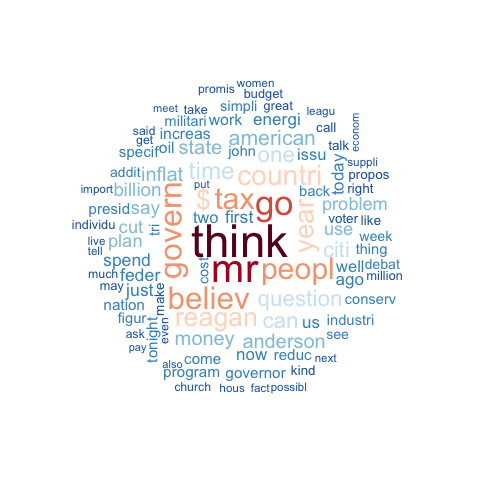 women
promis budget
meet take simpli great leagu
said militari work energi call
get increas american talk econom
specif oil state john one issu suppli
addit inflat time countri today propos
import billion put back right
individu presid say govern $ tax go year problem
cut tri two first voter like
live plan think use week
tell spend cost citi thing
much feder mr peopl well debat
may just believ ago million
nation make question conserv
figur reagan can us industri
ask tonight even money anderson see
pay come now reduc next
also program governor kind
church hous fact possibl